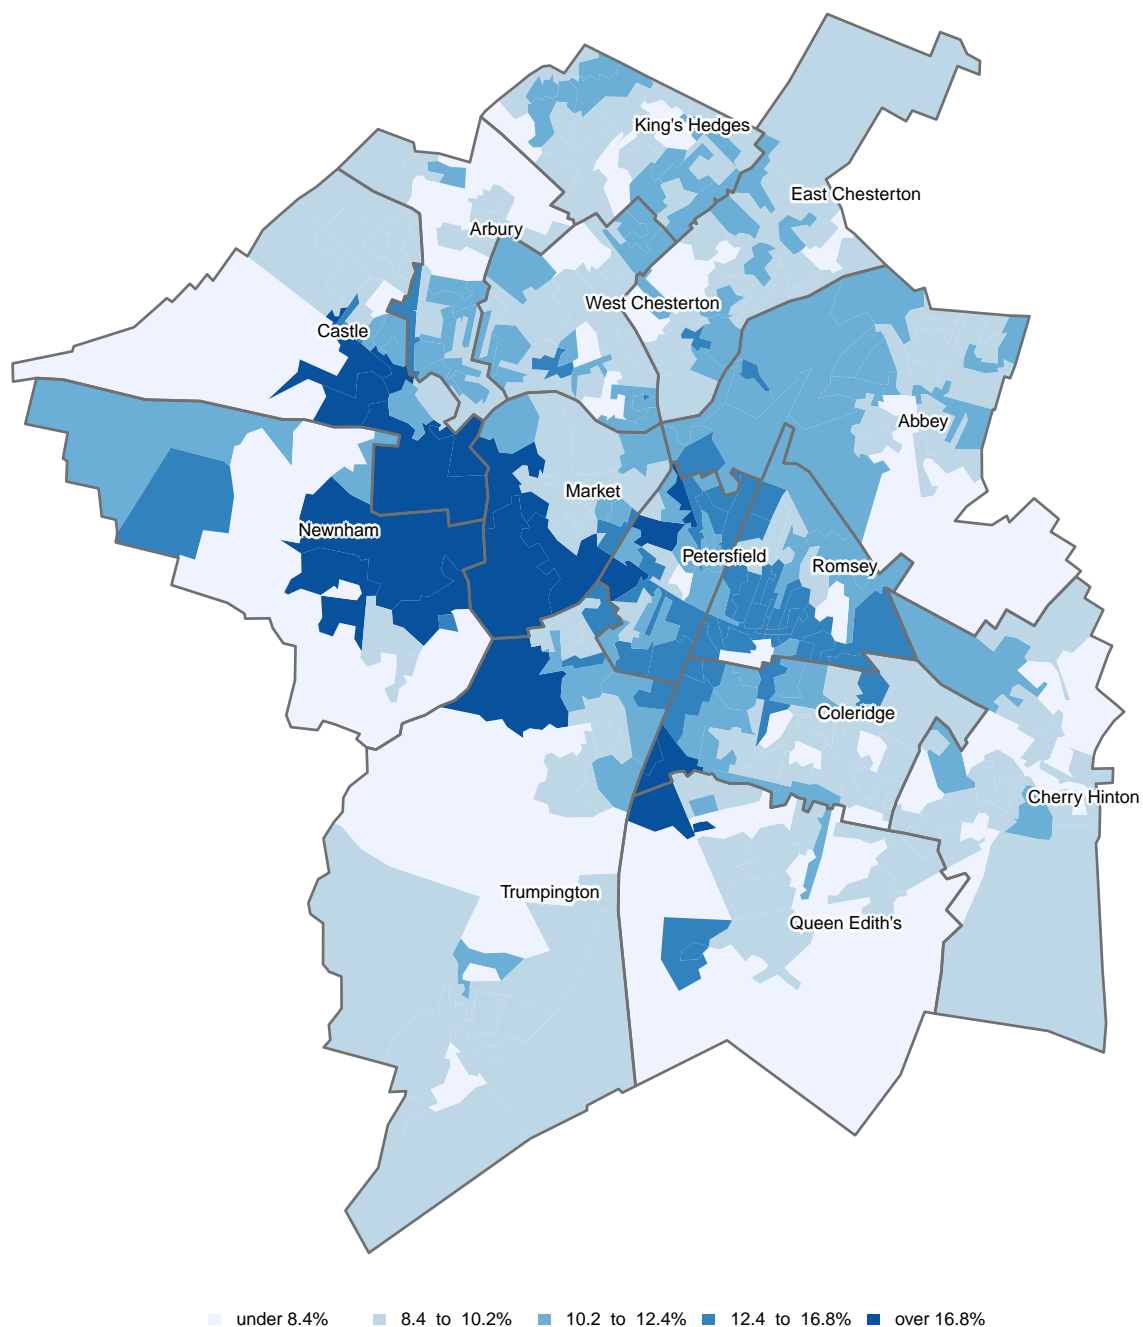 King's Hedges
East Chesterton
Arbury
West Chesterton
Castle
Abbey
Market
Newnham
Petersfield
Romsey
Coleridge
Cherry Hinton
Trumpington
Queen Edith's
under 8.4%
8.4 to 10.2%
10.2 to 12.4%
12.4 to 16.8%
over 16.8%